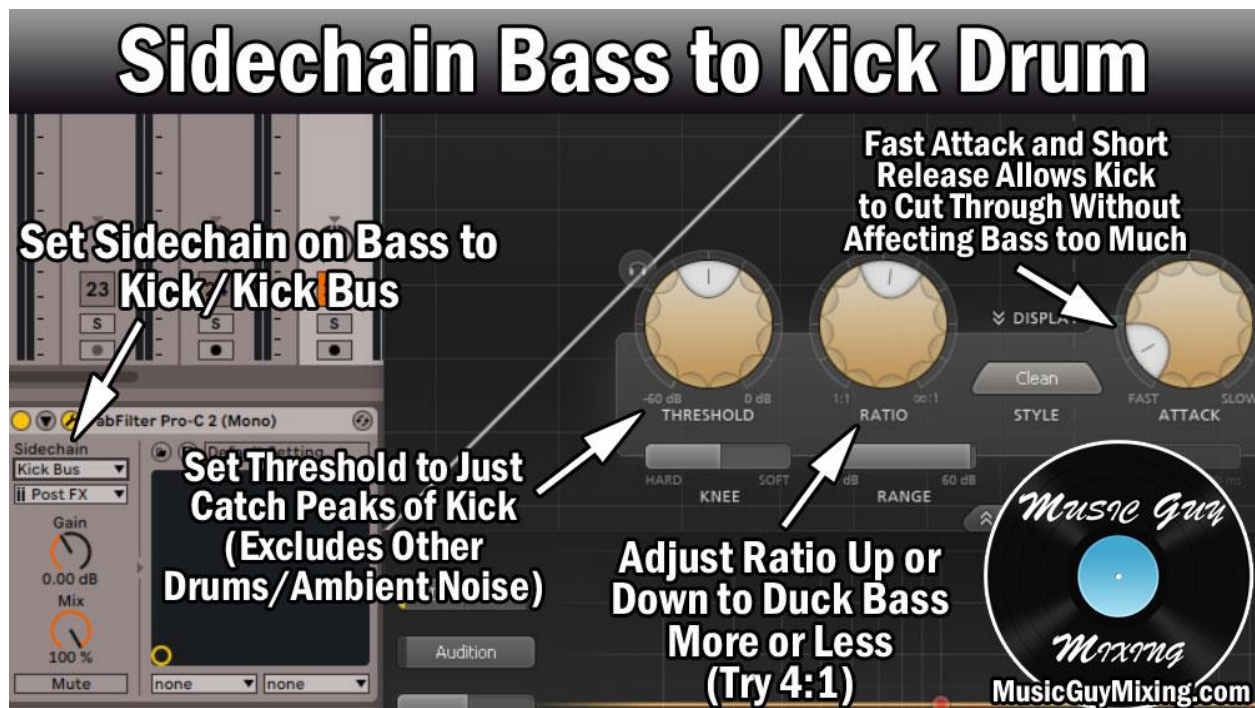 Sidechain Bass to Kick Drum
Fast Attack and Short
Release Allows Kick
to Cut Through Without
Affecting Bass too Much
Set Sidechain on Bass to
Kick/Kick Bus
23
S
S
S
DISPLAY
Clean
-60 dB
0 dB
1:1
∞:1
FAST
SLOW
THRESHOLD
RATIO
STYLE
ATTACK
abFilter Pro-C 2 (Mono)
Sidechain
Kick Bus
Post FX
Gain
0.00 dB
Mix
100 %
Mute
none
none
Set Threshold to Just
Catch Peaks of Kick
(Excludes Other
Drums/Ambient Noise)
HARD
SOFT
dB
60 dB
KNEE
RANGE
ms
Adjust Ratio Up or
Down to Duck Bass
More or Less
(Try 4:1)
Audition
Music Guy
Mixing
MusicGuyMixing.com